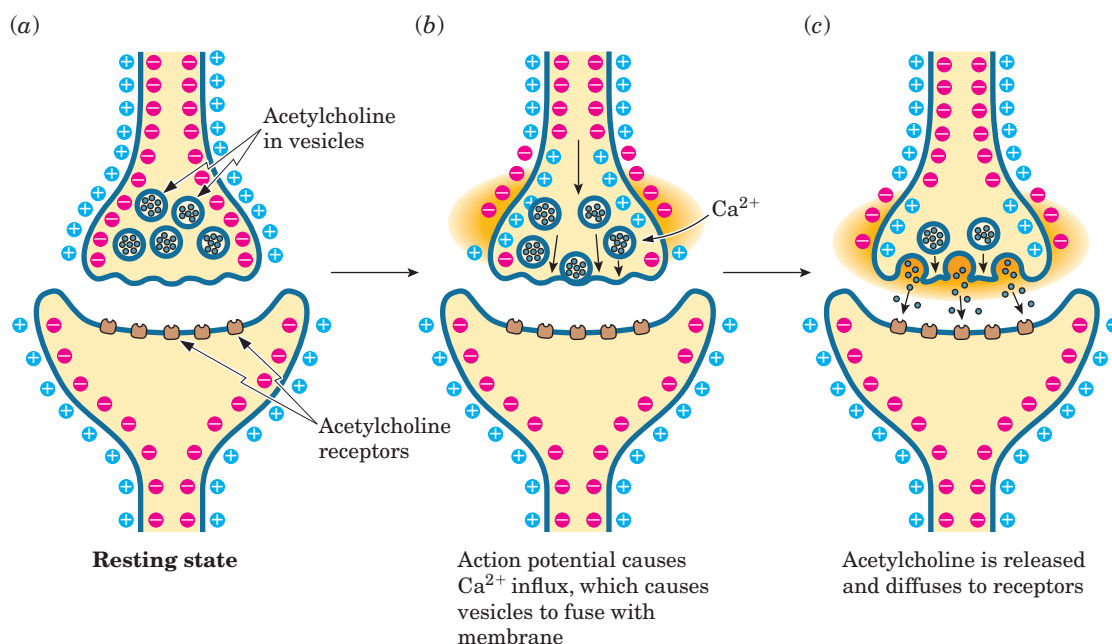 (a)
(b)
(c)
Acetylcholine
in vesicles
Ca²⁺
Acetylcholine
receptors
Resting state
Action potential causes
Ca²⁺ influx, which causes
vesicles to fuse with
membrane
Acetylcholine is released
and diffuses to receptors